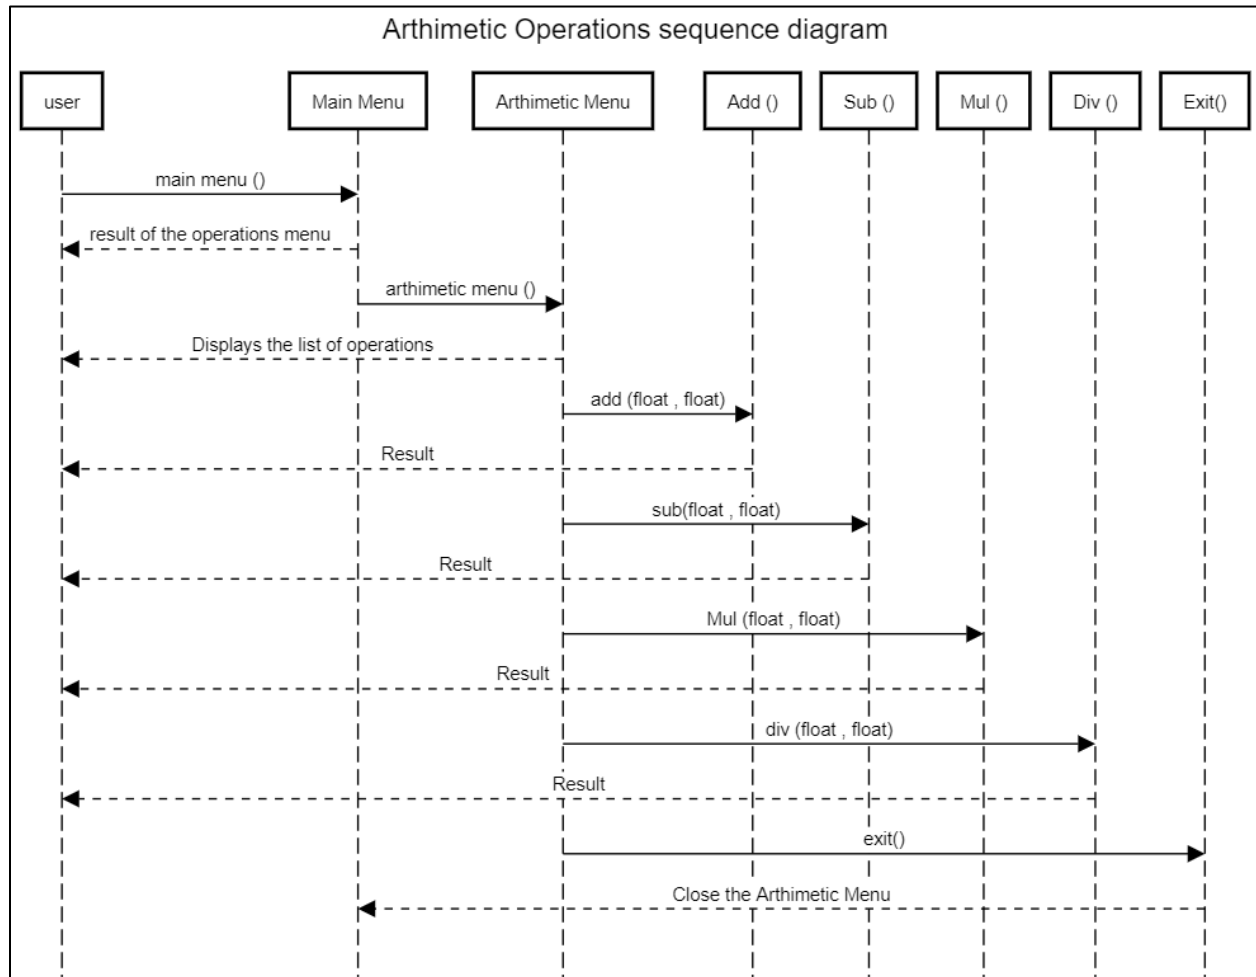 Arthimetic Operations sequence diagram
user
Main Menu
Arthimetic Menu
Add ()
Sub ()
Mul ()
Div ()
Exit()
main menu ()
result of the operations menu
arthimetic menu ()
Displays the list of operations
add (float , float)
Result
sub(float , float)
Result
Mul (float , float)
Result
div (float , float)
Result
exit()
Close the Arthimetic Menu